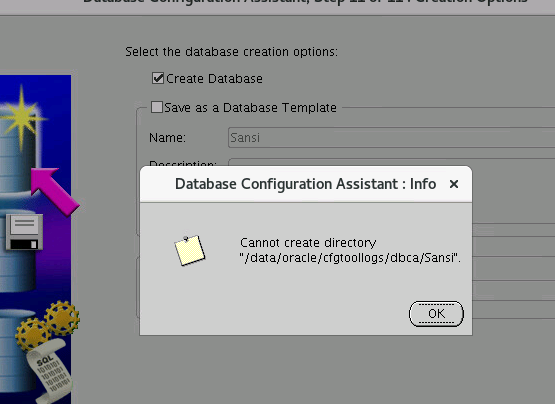 Database Configuration Assistant, Step 11 of 11 : Creation Options
Select the database creation options:
Create Database
Save as a Database Template
Name:
Sansi
Description:
Database Configuration Assistant : Info
Cannot create directory
"/data/oracle/cfgtoollogs/dbca/Sansi".
OK
SQL